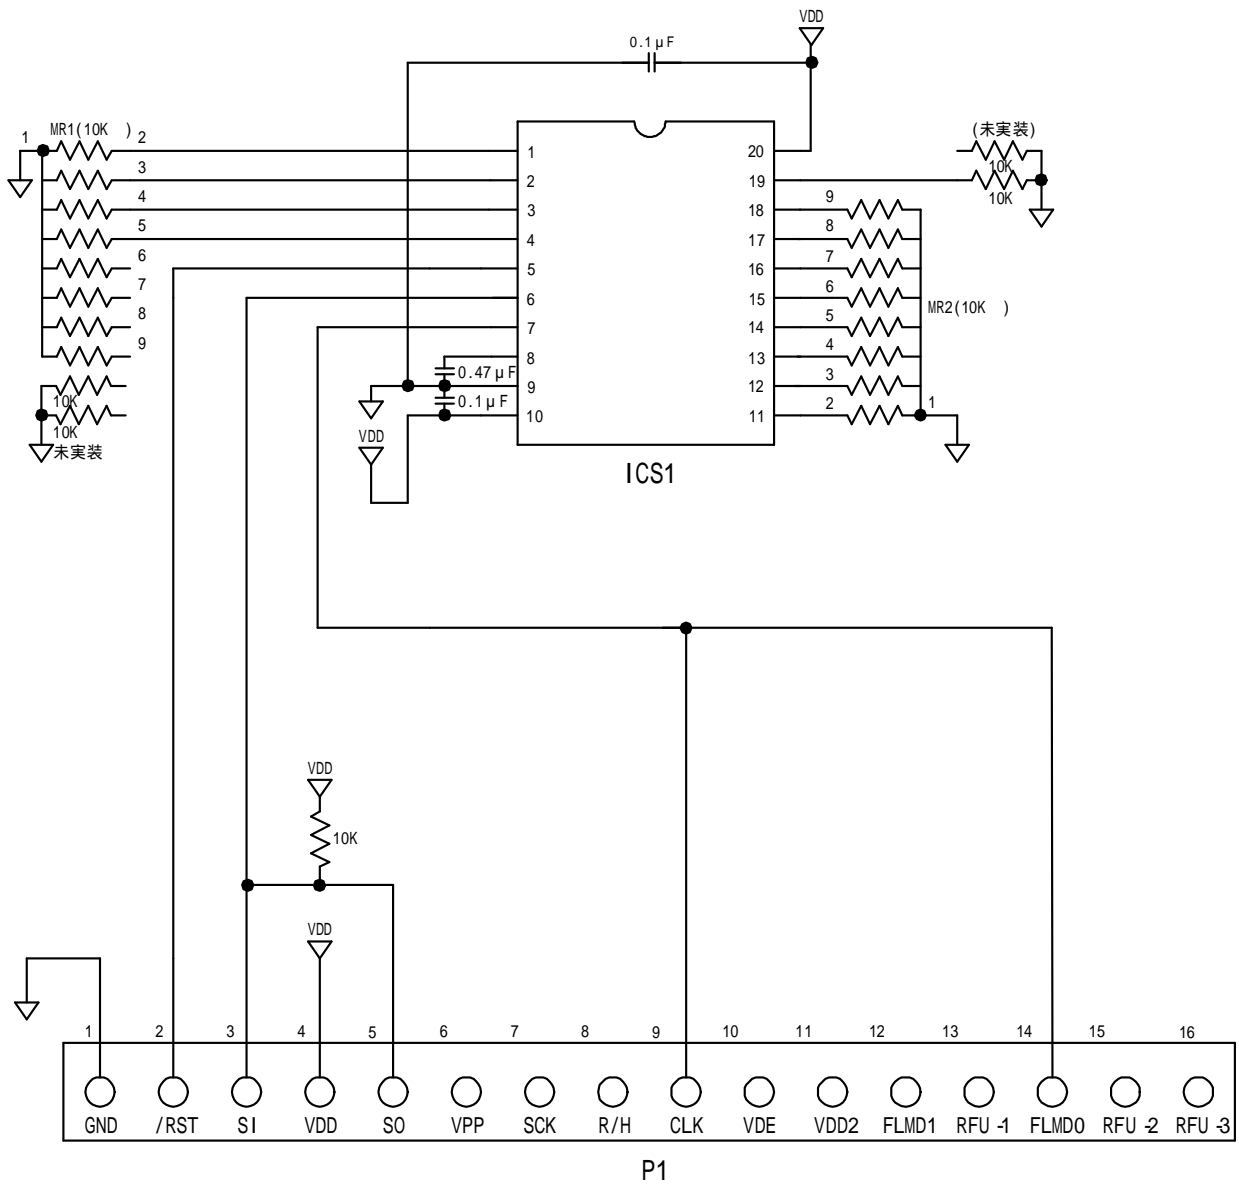 VDD
0.1μF
1
MR1(10K )
2
3
4
5
6
7
8
9
10K
10K
未実装
1
2
3
4
5
6
7
8
9
10
20
19
18
17
16
15
14
13
12
11
(未実装)
10K
10K
9
8
7
6
5
4
3
2
1
MR2(10K )
0.47μF
0.1μF
VDD
ICS1
VDD
10K
VDD
1 2 3 4 5 6 7 8 9 10 11 12 13 14 15 16
GND /RST SI VDD SO VPP SCK R/H CLK VDE VDD2 FLMD1 RFU-1 FLMD0 RFU-2 RFU-3
P1